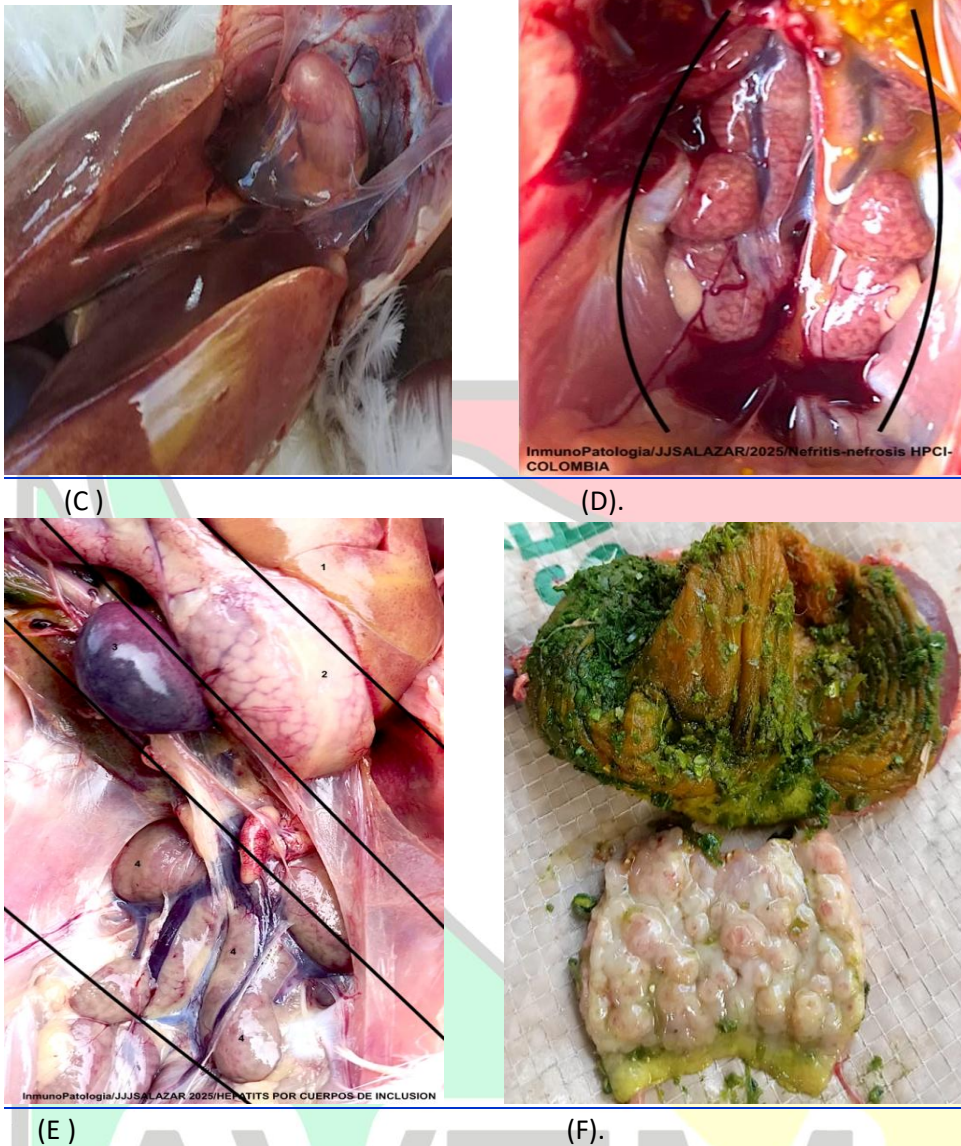 InmunoPatologia/JJSALAZAR/2025/Nefritis-nefrosis HPCI-
COLOMBIA
(C )
(D).
1
3
2
4
4
4
InmunoPatologia/JJJSALAZAR 2025/HEPATITS POR CUERPOS DE INCLUSION
(E )
(F).